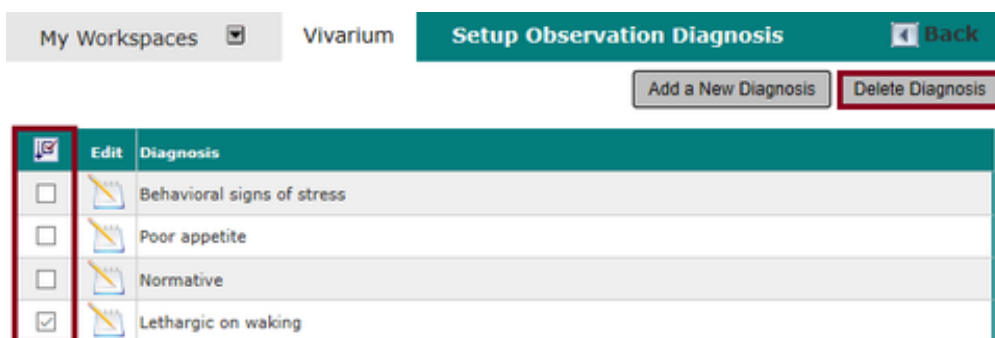 My Workspaces Vivarium Setup Observation Diagnosis Back
Add a New Diagnosis Delete Diagnosis
Edit Diagnosis
Behavioral signs of stress
Poor appetite
Normative
Lethargic on waking